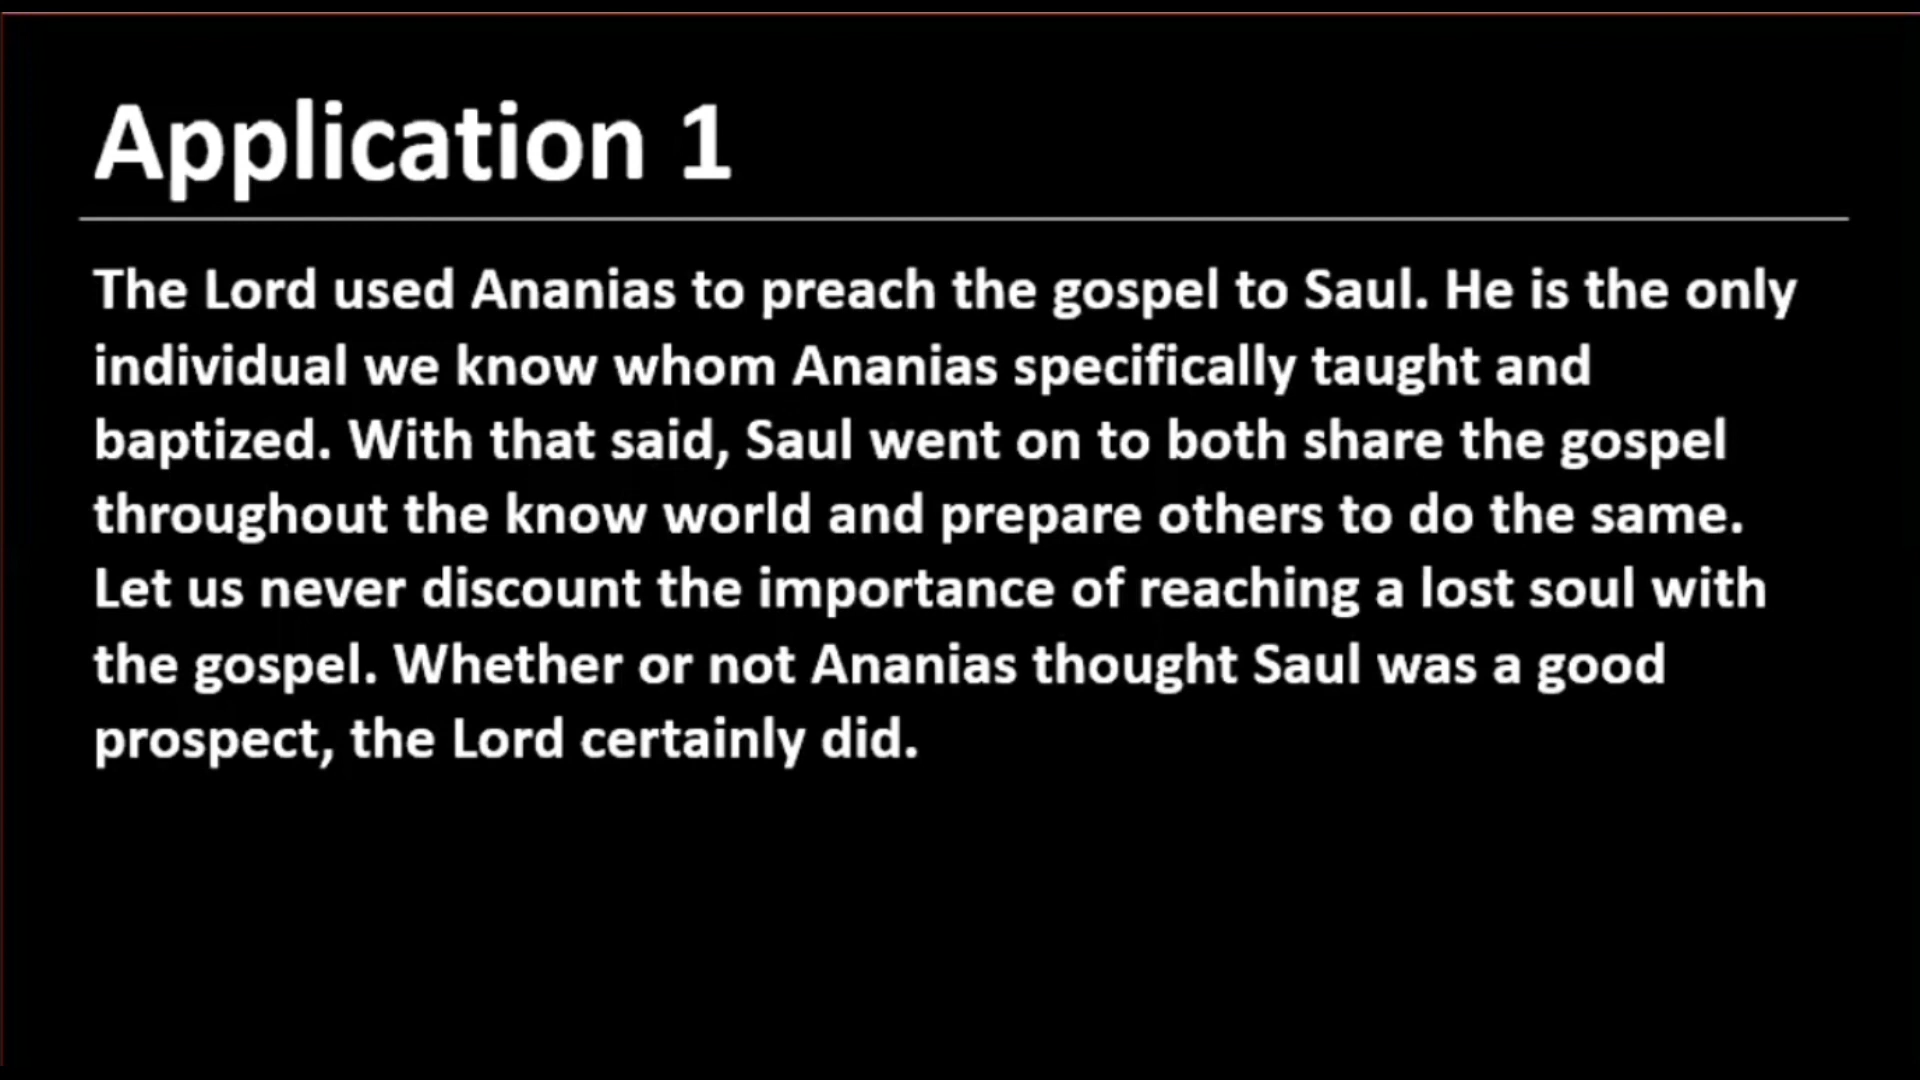 Application 1
The Lord used Ananias to preach the gospel to Saul. He is the only
individual we know whom Ananias specifically taught and
baptized. With that said, Saul went on to both share the gospel
throughout the know world and prepare others to do the same.
Let us never discount the importance of reaching a lost soul with
the gospel. Whether or not Ananias thought Saul was a good
prospect, the Lord certainly did.